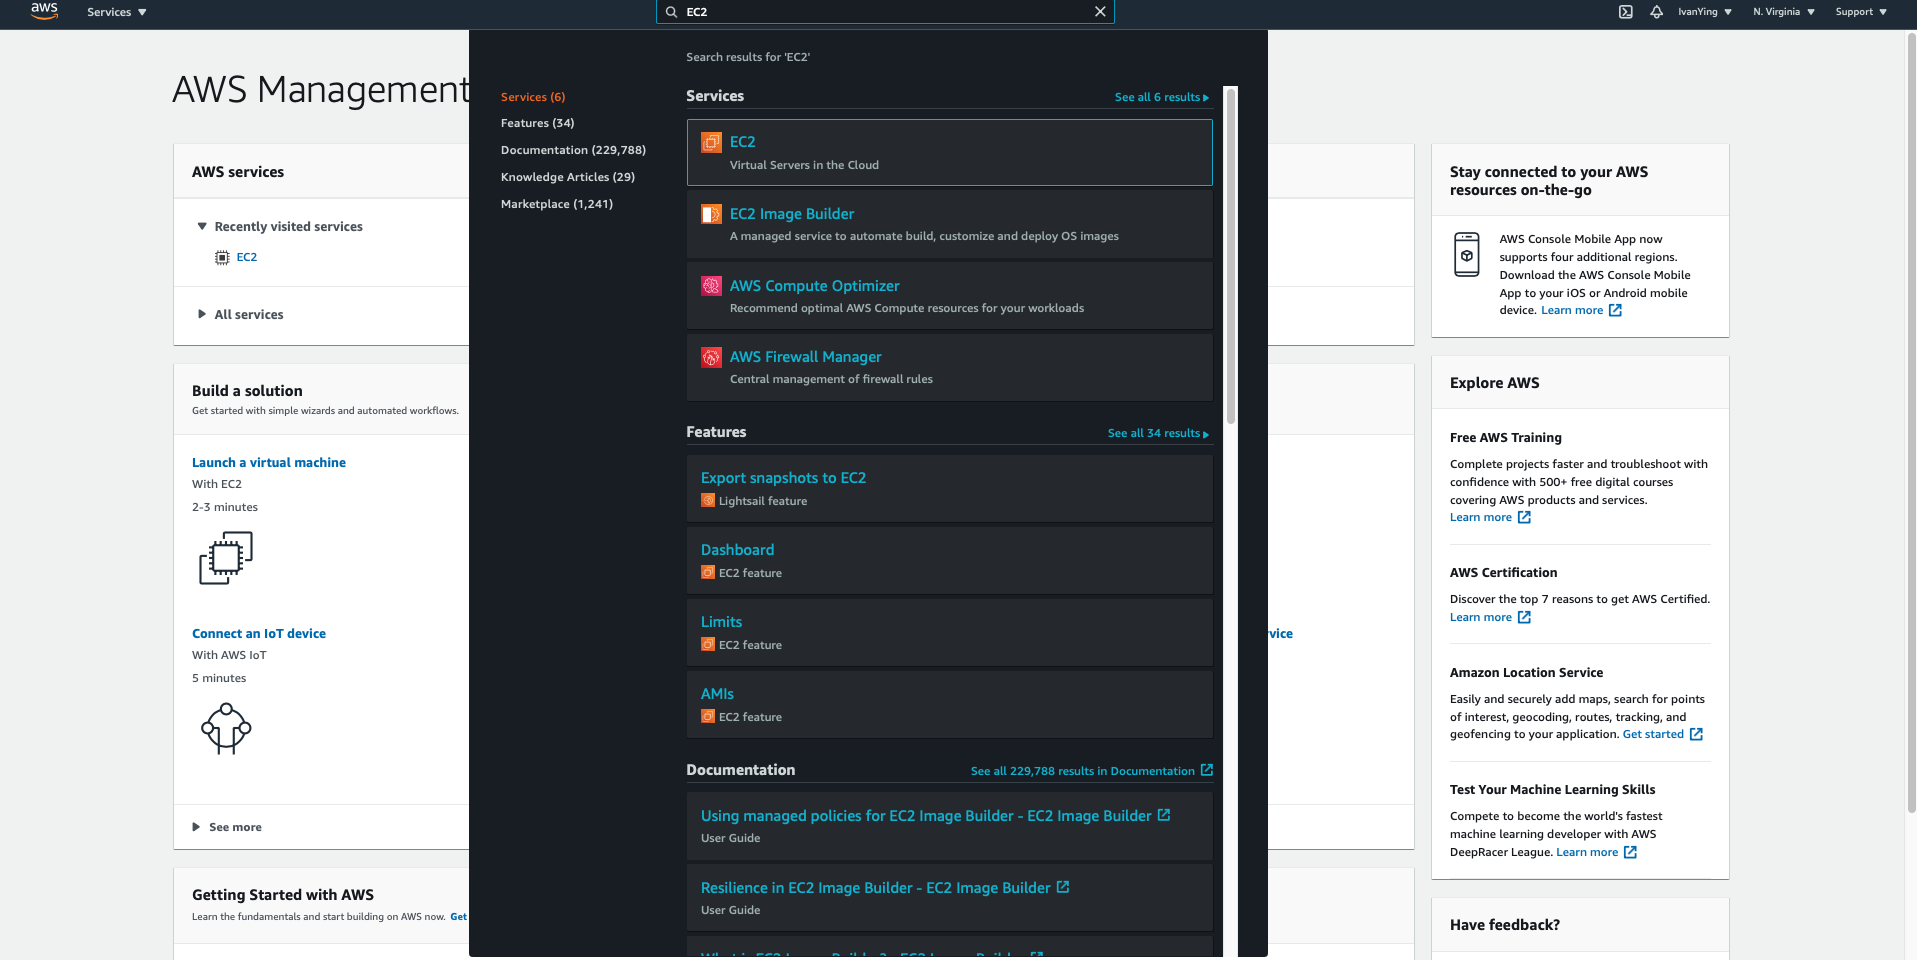 aws
Services
EC2
IvanYing
N. Virginia
Support
AWS Management
AWS services
Recently visited services
EC2
All services
Build a solution
Get started with simple wizards and automated workflows.
Launch a virtual machine
With EC2
2-3 minutes
Connect an IoT device
With AWS IoT
5 minutes
See more
Getting Started with AWS
Learn the fundamentals and start building on AWS now. Get
Search results for 'EC2'
Services (6)
Features (34)
Documentation (229,788)
Knowledge Articles (29)
Marketplace (1,241)
Services
See all 6 results
EC2
Virtual Servers in the Cloud
EC2 Image Builder
A managed service to automate build, customize and deploy OS images
AWS Compute Optimizer
Recommend optimal AWS Compute resources for your workloads
AWS Firewall Manager
Central management of firewall rules
Features
See all 34 results
Export snapshots to EC2
Lightsail feature
Dashboard
EC2 feature
Limits
EC2 feature
AMIs
EC2 feature
Documentation
See all 229,788 results in Documentation
Using managed policies for EC2 Image Builder - EC2 Image Builder
User Guide
Resilience in EC2 Image Builder - EC2 Image Builder
User Guide
rvice
Stay connected to your AWS
resources on-the-go
AWS Console Mobile App now
supports four additional regions.
Download the AWS Console Mobile
App to your iOS or Android mobile
device. Learn more
Explore AWS
Free AWS Training
Complete projects faster and troubleshoot with
confidence with 500+ free digital courses
covering AWS products and services.
Learn more
AWS Certification
Discover the top 7 reasons to get AWS Certified.
Learn more
Amazon Location Service
Easily and securely add maps, search for points
of interest, geocoding, routes, tracking, and
geofencing to your application. Get started
Test Your Machine Learning Skills
Compete to become the world's fastest
machine learning developer with AWS
DeepRacer League. Learn more
Have feedback?